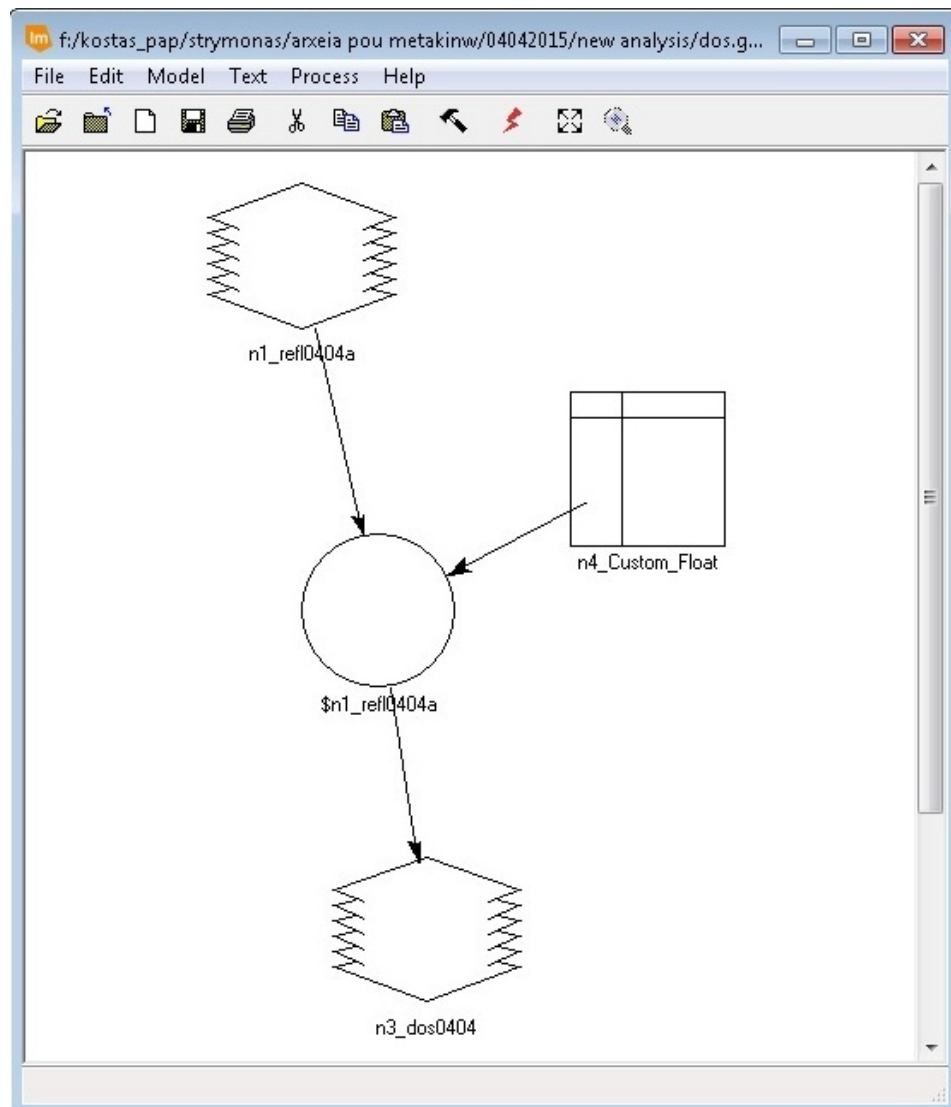 lm f:/kostas_pap/strymonas/arxeia pou metakinw/04042015/new analysis/dos.g...
File Edit Model Text Process Help
n1_refl0404a
n4_Custom_Float
$n1_refl0404a
n3_dos0404